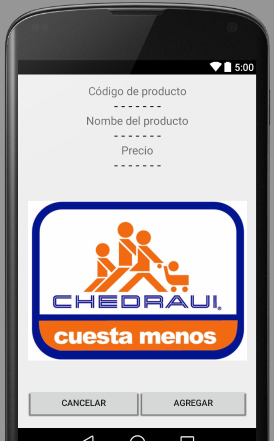 5:00
Código de producto
-------
Nombre del producto
-------
Precio
-------
CHEDRAUI®
cuesta menos
CANCELAR AGREGAR